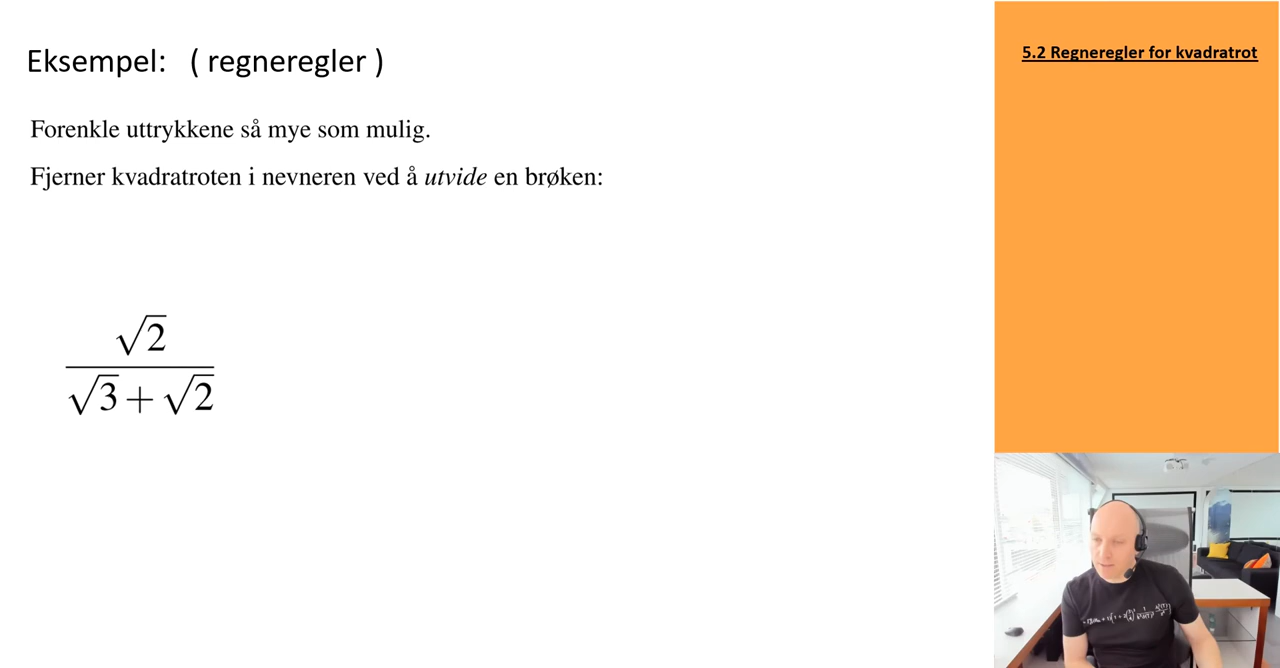 Eksempel: ( regneregler )
Forenkle uttrykkene så mye som mulig.
Fjerner kvadratroten i nevneren ved å utvide en brøken:
√2
√3 + √2
5.2 Regneregler for kvadratrot